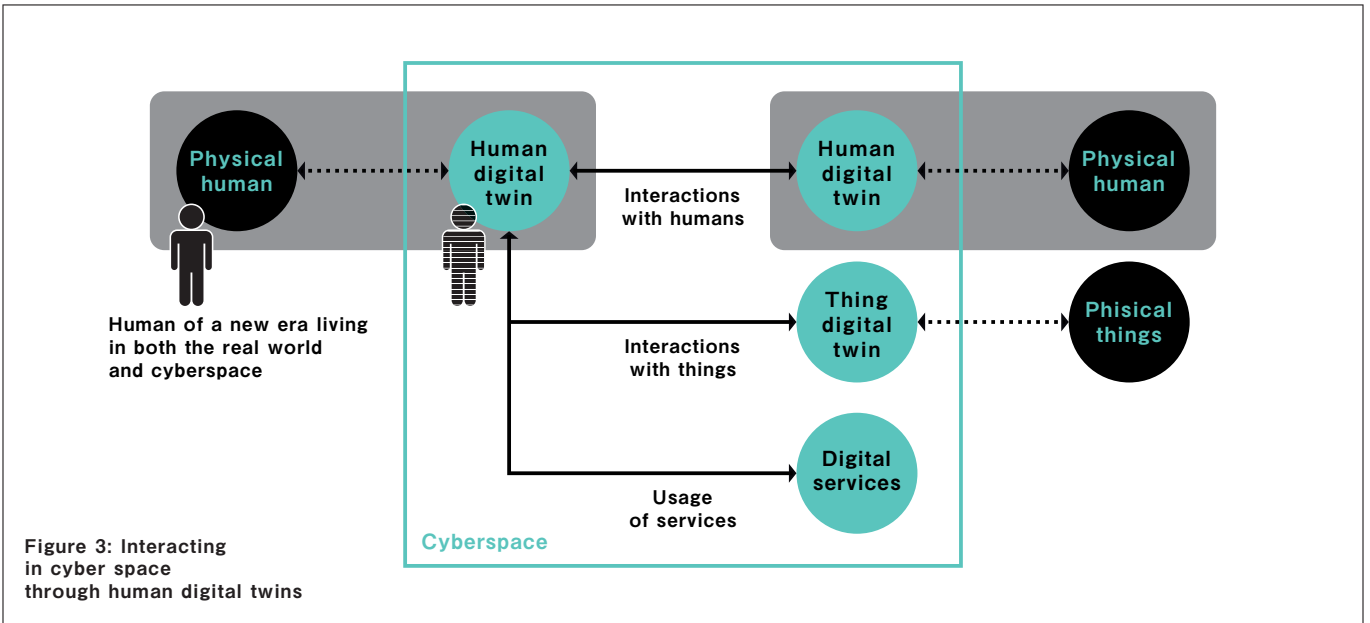 Physical
human
Human
digital
twin
Interactions
with humans
Human
digital
twin
Physical
human
Human of a new era living
in both the real world
and cyberspace
Interactions
with things
Thing
digital
twin
Phisical
things
Usage
of services
Digital
services
Cyberspace
Figure 3: Interacting
in cyber space
through human digital twins